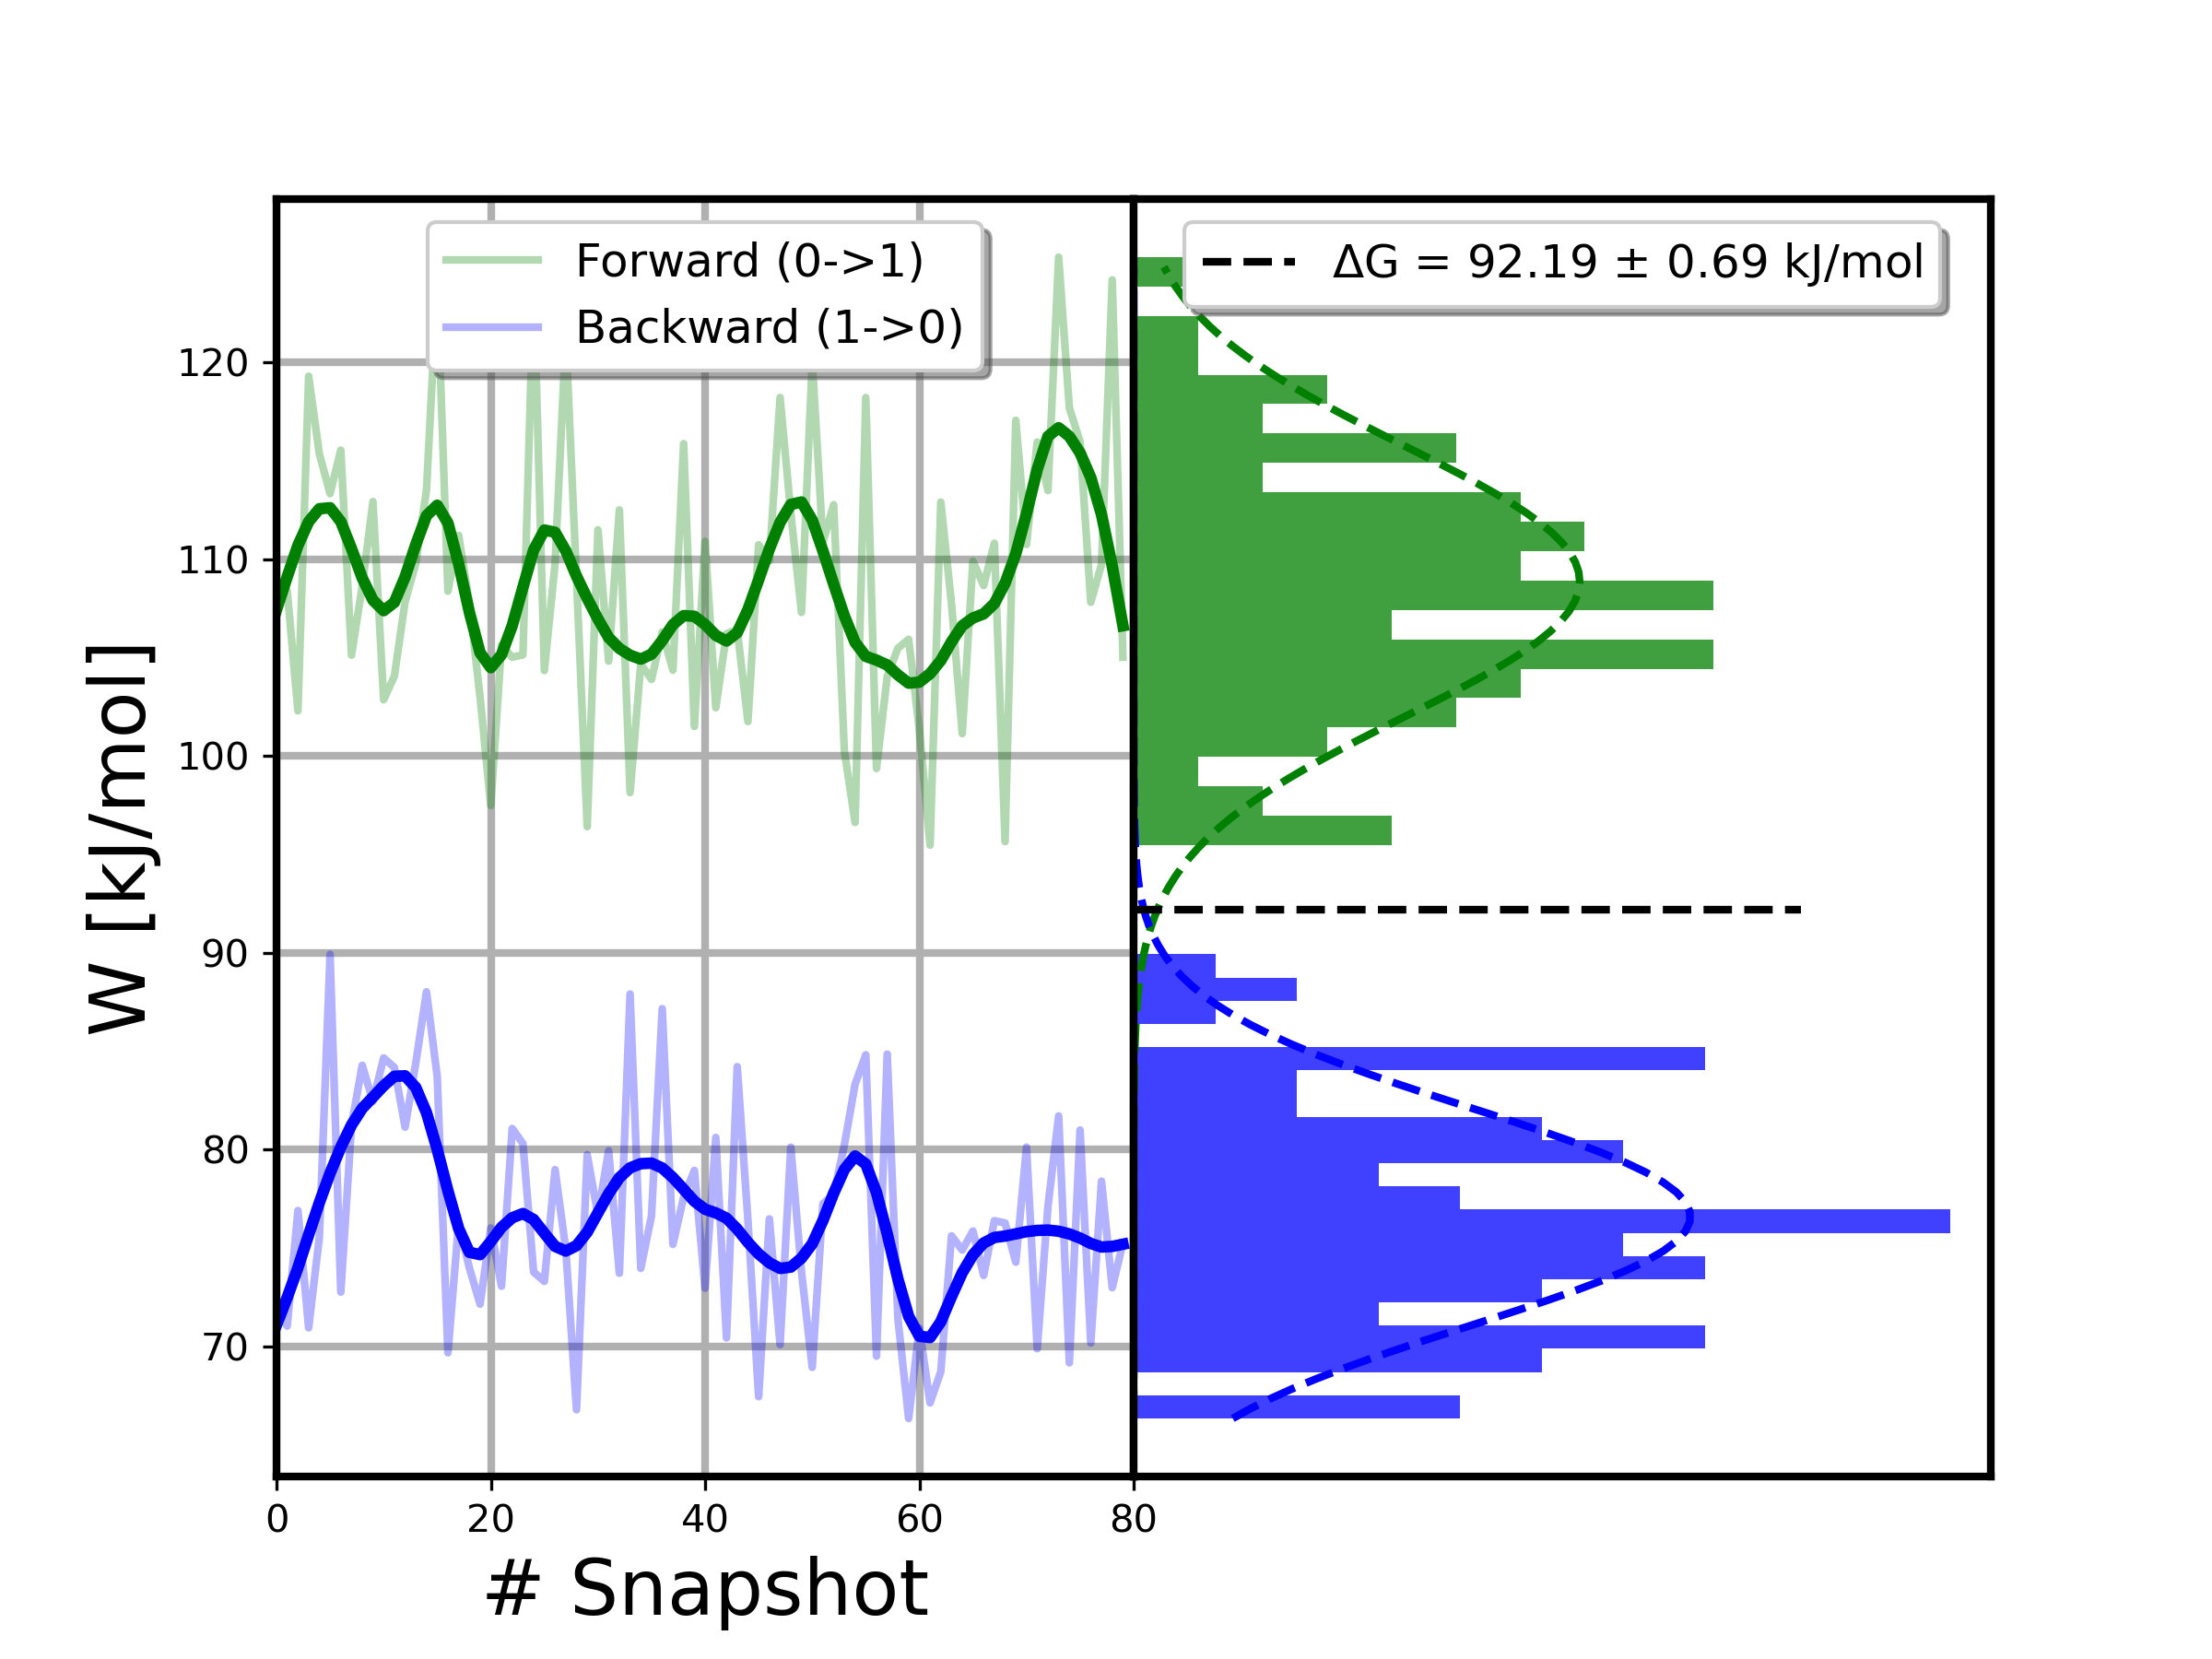 Forward (0->1)
Backward (1->0)
ΔG = 92.19 ± 0.69 kJ/mol
W [kJ/mol]
120
110
100
90
80
70
0 20 40 60 80
# Snapshot